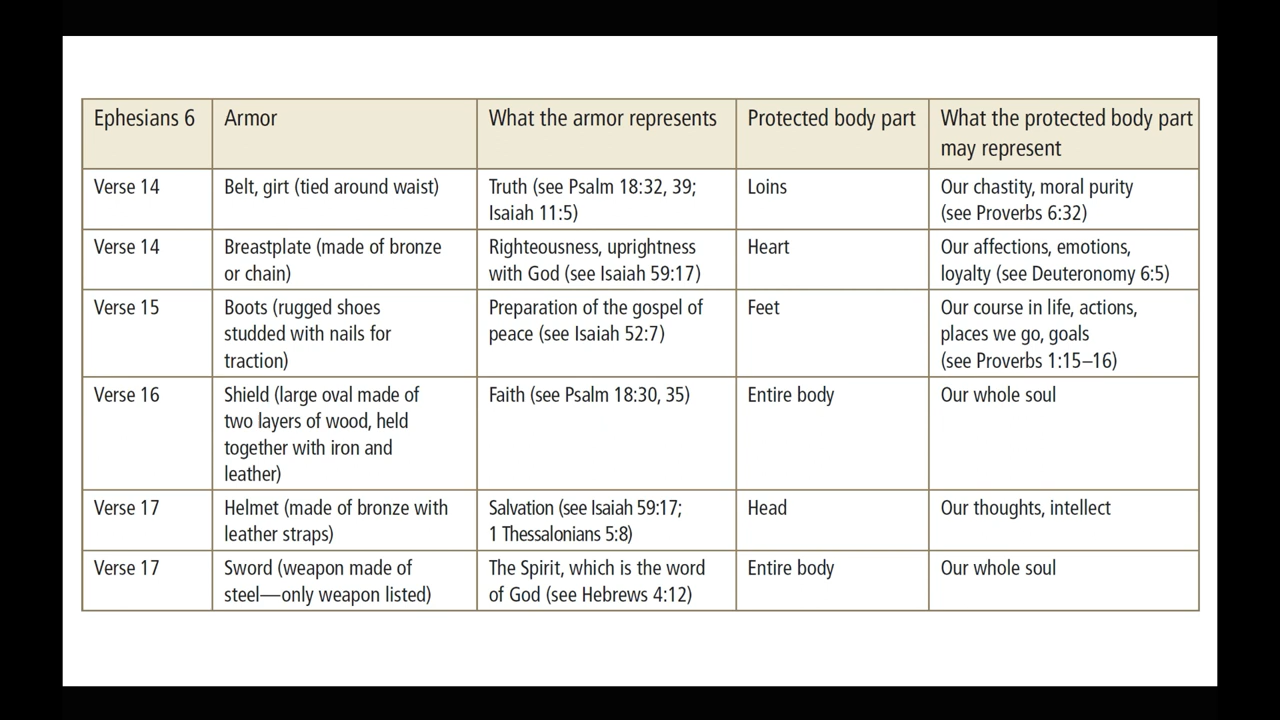 Ephesians 6
Armor
What the armor represents
Protected body part
What the protected body part
may represent
Verse 14
Belt, girt (tied around waist)
Truth (see Psalm 18:32, 39;
Isaiah 11:5)
Loins
Our chastity, moral purity
(see Proverbs 6:32)
Verse 14
Breastplate (made of bronze
or chain)
Righteousness, uprightness
with God (see Isaiah 59:17)
Heart
Our affections, emotions,
loyalty (see Deuteronomy 6:5)
Verse 15
Boots (rugged shoes
studded with nails for
traction)
Preparation of the gospel of
peace (see Isaiah 52:7)
Feet
Our course in life, actions,
places we go, goals
(see Proverbs 1:15–16)
Verse 16
Shield (large oval made of
two layers of wood, held
together with iron and
leather)
Faith (see Psalm 18:30, 35)
Entire body
Our whole soul
Verse 17
Helmet (made of bronze with
leather straps)
Salvation (see Isaiah 59:17;
1 Thessalonians 5:8)
Head
Our thoughts, intellect
Verse 17
Sword (weapon made of
steel—only weapon listed)
The Spirit, which is the word
of God (see Hebrews 4:12)
Entire body
Our whole soul